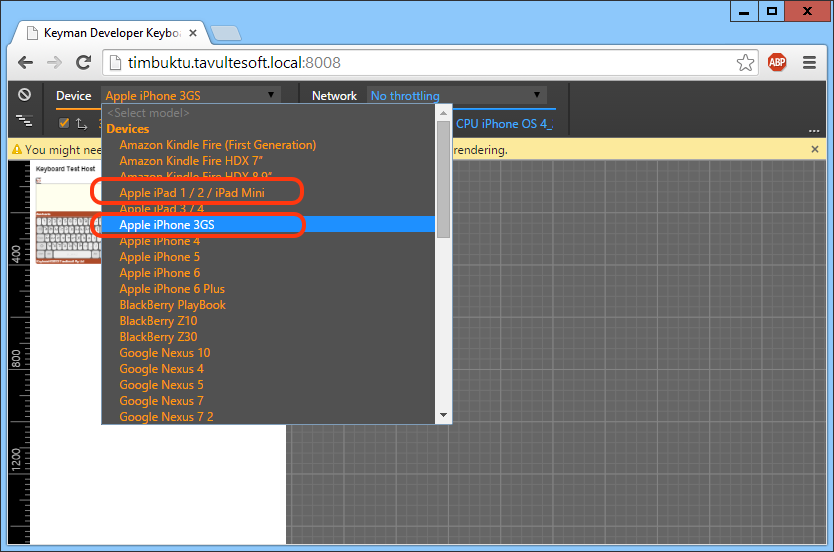 Keyman Developer Keybo
timbuktu.tavultesoft.local:8008
ABP
Device Apple iPhone 3GS Network No throttling
<Select model>
CPU iPhone OS 4_
Devices
You might nee
rendering.
Amazon Kindle Fire (First Generation)
Amazon Kindle Fire HDX 7"
Amazon Kindle Fire HDX 8.9"
Apple iPad 1 / 2 / iPad Mini
Apple iPad 3 / 4
Apple iPhone 3GS
Apple iPhone 4
Apple iPhone 5
Apple iPhone 6
Apple iPhone 6 Plus
BlackBerry PlayBook
BlackBerry Z10
BlackBerry Z30
Google Nexus 10
Google Nexus 4
Google Nexus 5
Google Nexus 7
Google Nexus 7 2
Keyboard Test Host
400
800
1200